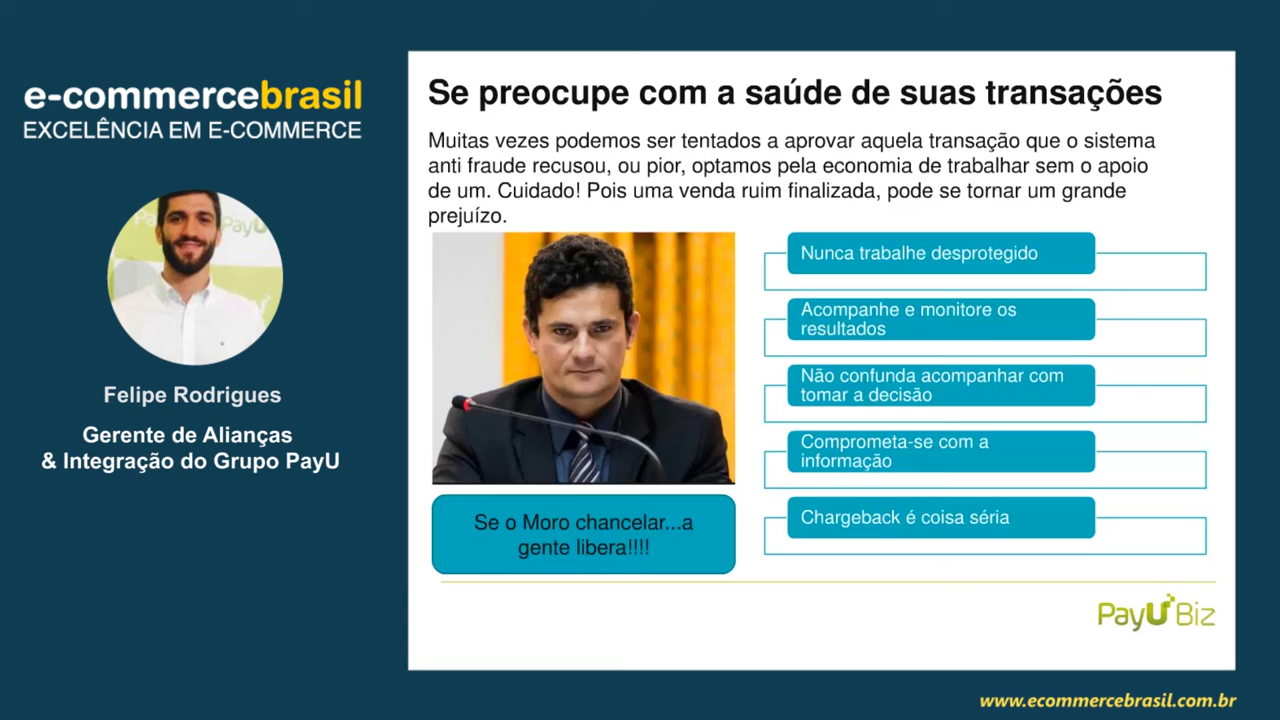 e-commercebrasil
EXCELÊNCIA EM E-COMMERCE
Felipe Rodrigues
Gerente de Alianças
& Integração do Grupo PayU
Se preocupe com a saúde de suas transações
Muitas vezes podemos ser tentados a aprovar aquela transação que o sistema
anti fraude recusou, ou pior, optamos pela economia de trabalhar sem o apoio
de um. Cuidado! Pois uma venda ruim finalizada, pode se tornar um grande
prejuízo.
Se o Moro chancelar...a
gente libera!!!!
Nunca trabalhe desprotegido
Acompanhe e monitore os
resultados
Não confunda acompanhar com
tomar a decisão
Comprometa-se com a
informação
Chargeback é coisa séria
PayU Biz
www.ecommercebrasil.com.br